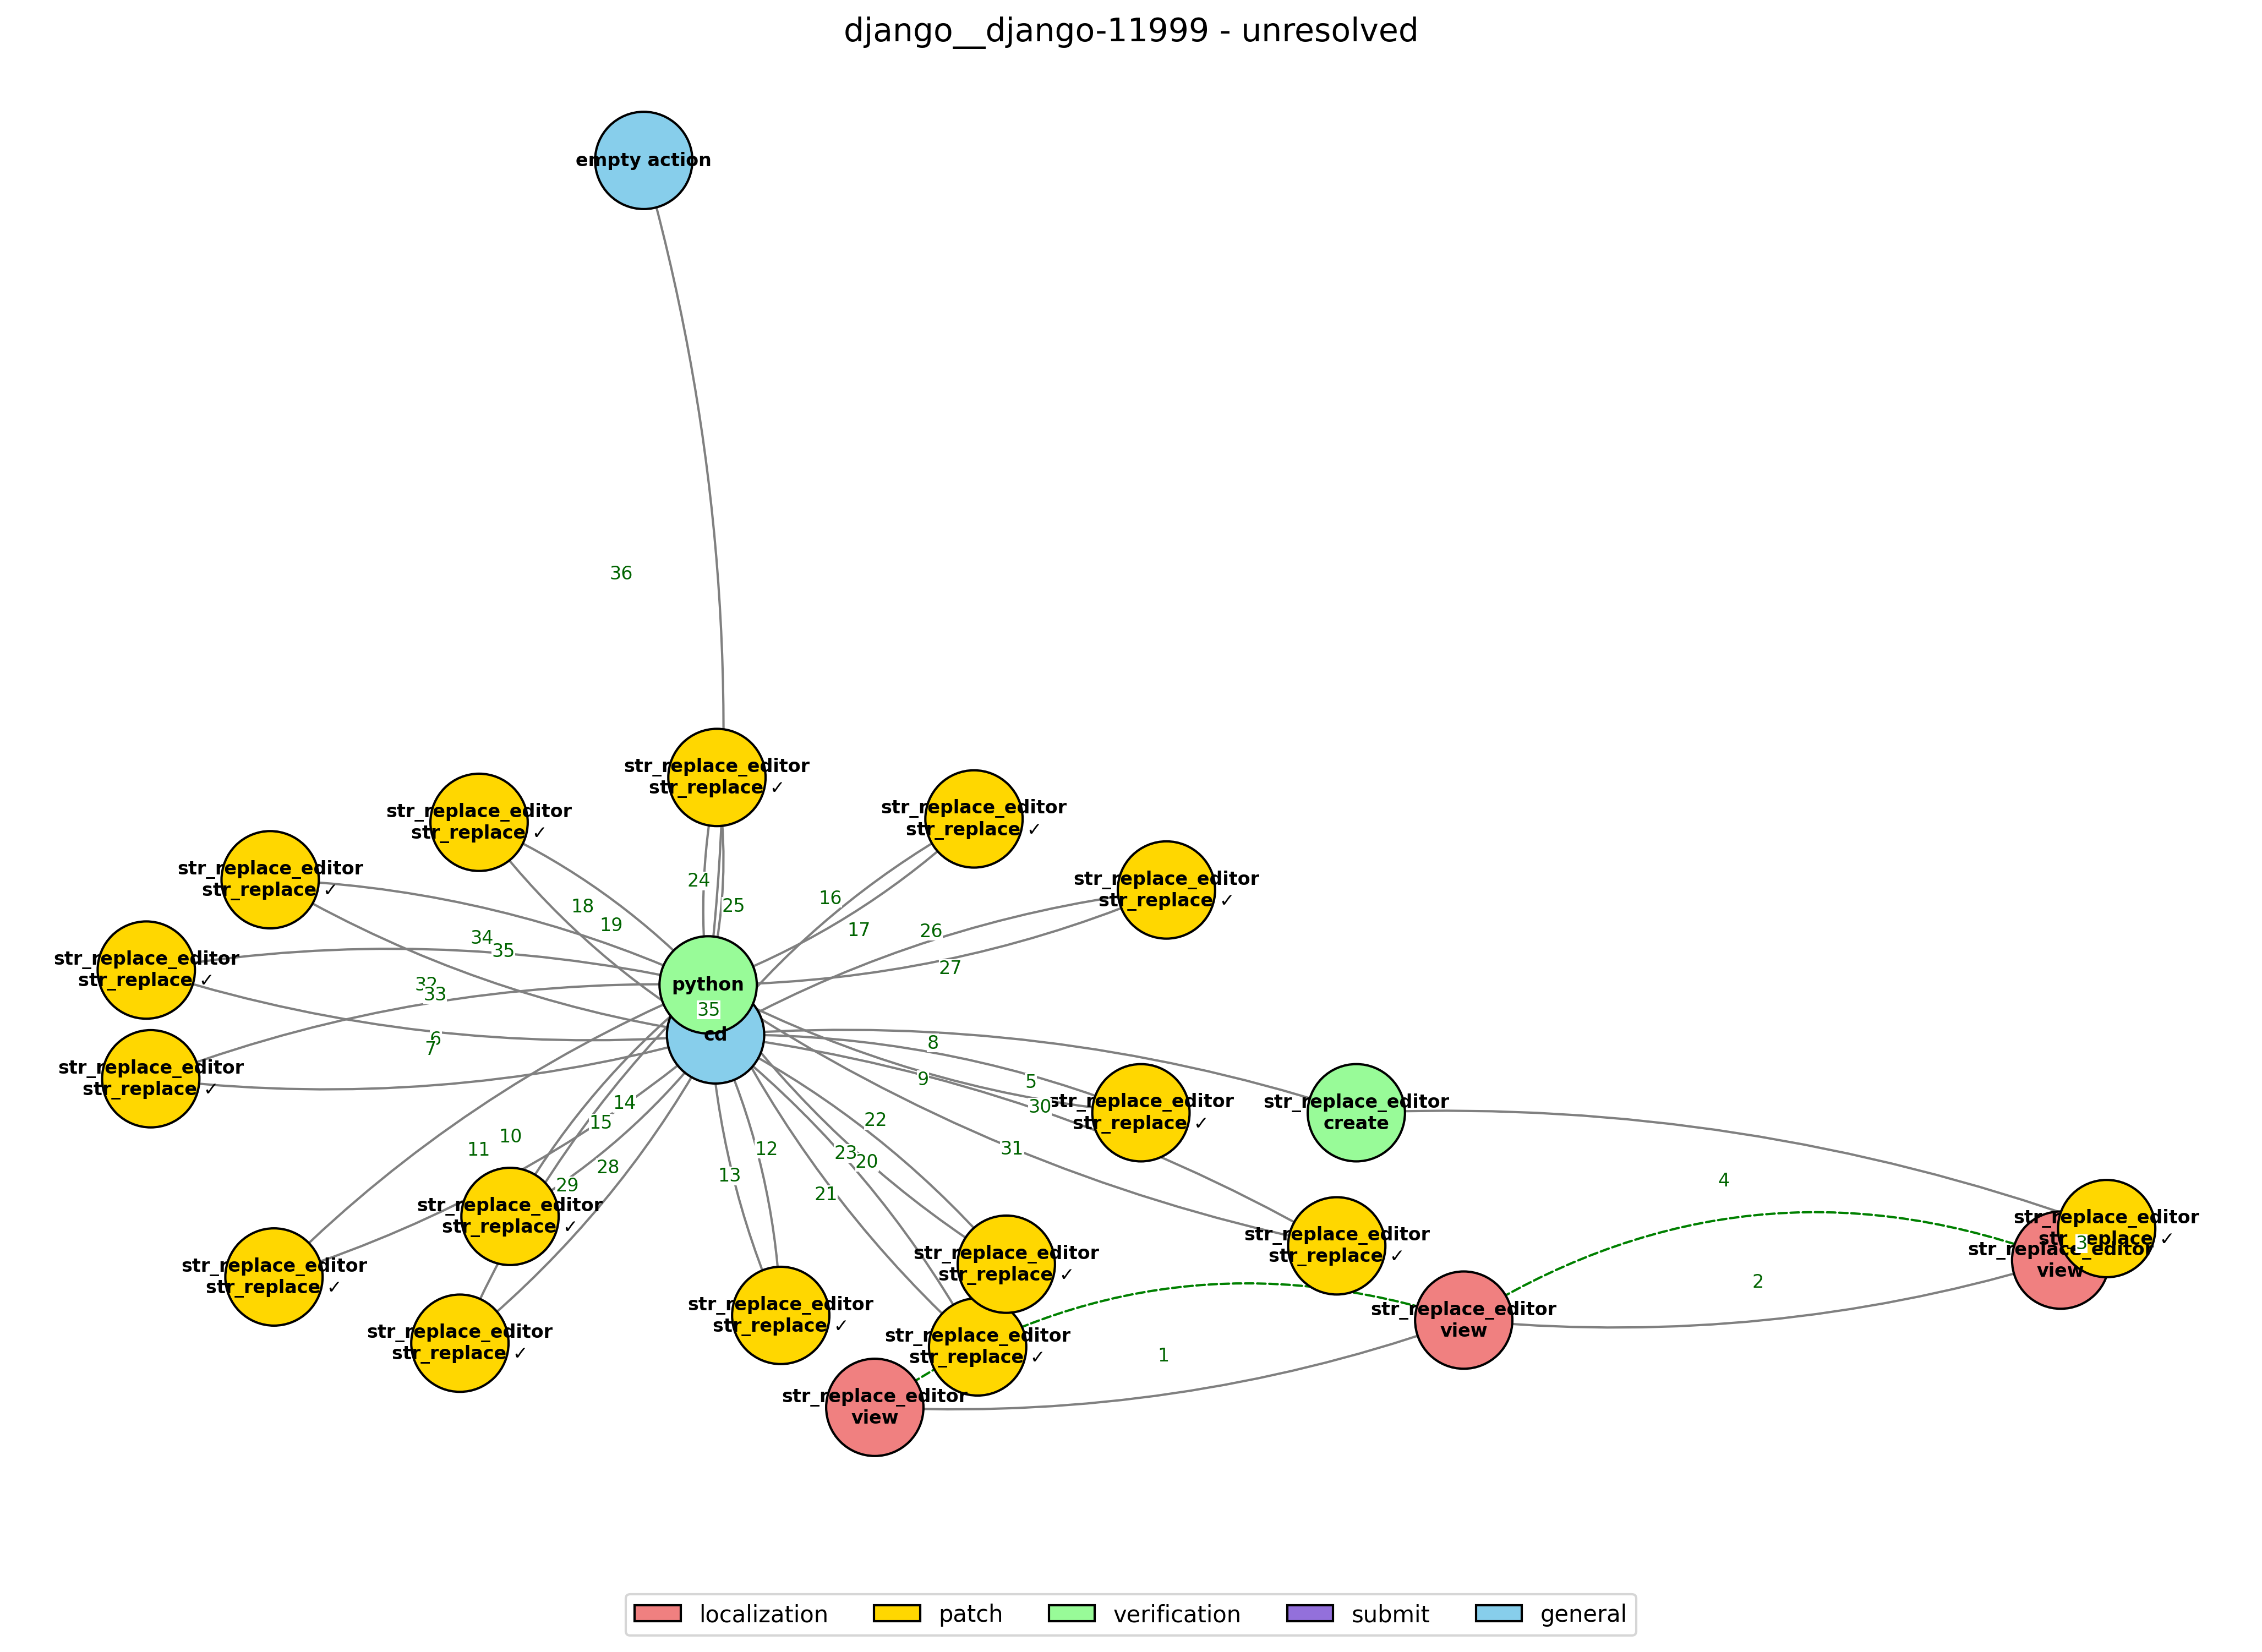 django__django-11999 - unresolved
empty action
36
str_replace_editor
str_replace ✓
str_replace_editor
str_replace ✓
str_replace_editor
str_replace ✓
str_replace_editor
str_replace ✓
str_replace_editor
str_replace ✓
24
25
16
17
18
19
26
27
34
35
str_replace_editor
str_replace ✓
32
33
python
35
cd
6
7
str_replace_editor
str_replace ✓
8
9
5
30
str_replace_editor
str_replace ✓
str_replace_editor
create
14
15
10
11
12
13
22
23
20
21
28
29
31
4
str_replace_editor
str_replace ✓
str_replace_editor
str_replace ✓
str_replace_editor
str_replace ✓
str_replace_editor
str_replace ✓
3
str_replace_editor
view
str_replace_editor
str_replace ✓
2
str_replace_editor
str_replace ✓
str_replace_editor
view
str_replace_editor
str_replace ✓
str_replace_editor
str_replace ✓
1
str_replace_editor
view
localization
patch
verification
submit
general